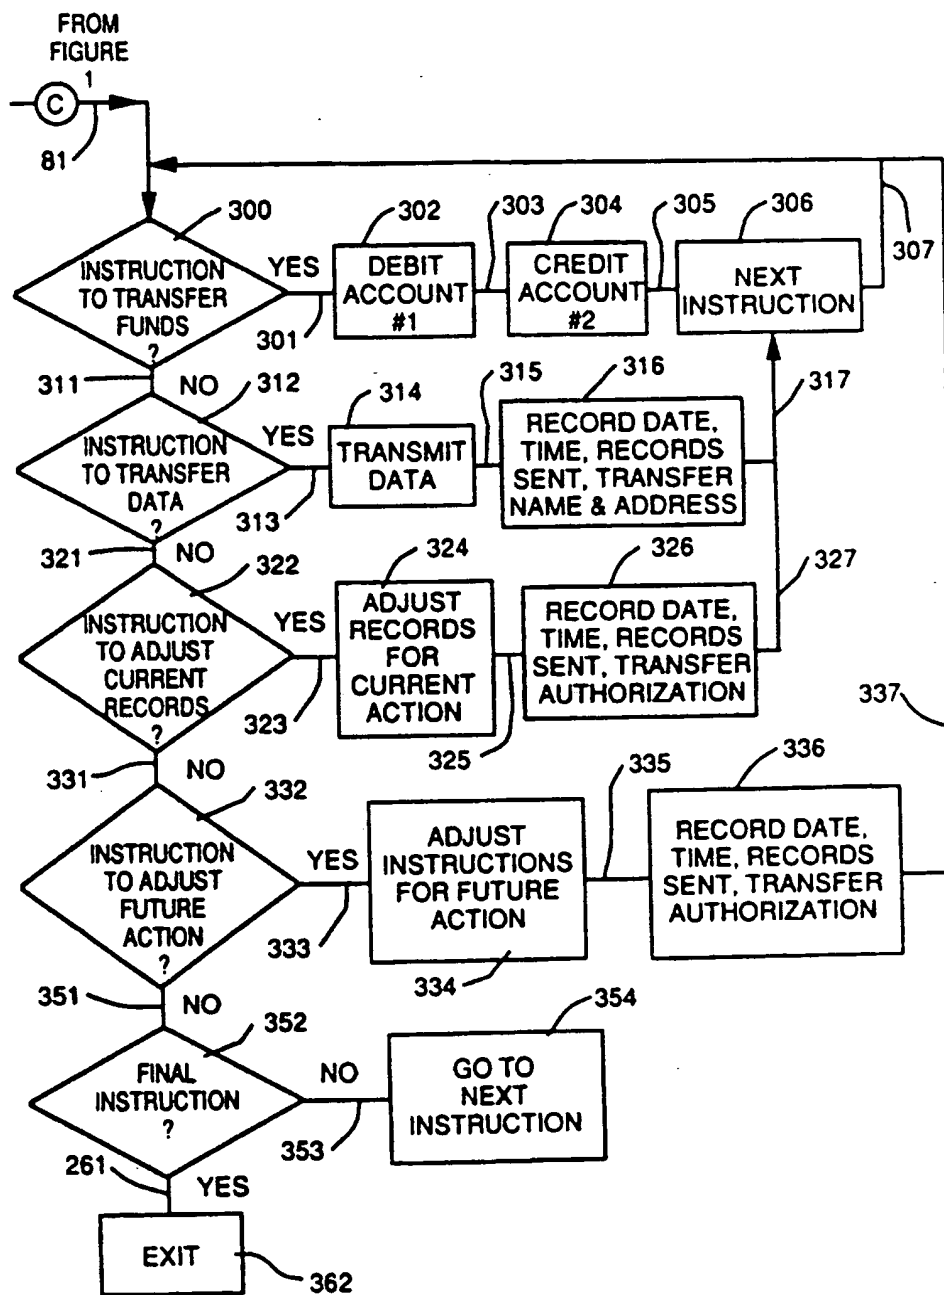 FROM
FIGURE
1
C
81
300
INSTRUCTION
TO TRANSFER
FUNDS
?
YES
301
302
DEBIT
ACCOUNT
#1
303
304
CREDIT
ACCOUNT
#2
305
306
NEXT
INSTRUCTION
307
311
NO
312
INSTRUCTION
TO TRANSFER
DATA
?
YES
313
314
TRANSMIT
DATA
315
316
RECORD DATE,
TIME, RECORDS
SENT, TRANSFER
NAME & ADDRESS
317
321
NO
322
INSTRUCTION
TO ADJUST
CURRENT
RECORDS
?
YES
323
324
ADJUST
RECORDS
FOR
CURRENT
ACTION
325
326
RECORD DATE,
TIME, RECORDS
SENT, TRANSFER
AUTHORIZATION
327
331
NO
332
INSTRUCTION
TO ADJUST
FUTURE
ACTION
?
YES
333
ADJUST
INSTRUCTIONS
FOR FUTURE
ACTION
334
335
336
RECORD DATE,
TIME, RECORDS
SENT, TRANSFER
AUTHORIZATION
337
351
NO
352
FINAL
INSTRUCTION
?
NO
353
354
GO TO
NEXT
INSTRUCTION
261
YES
EXIT
362